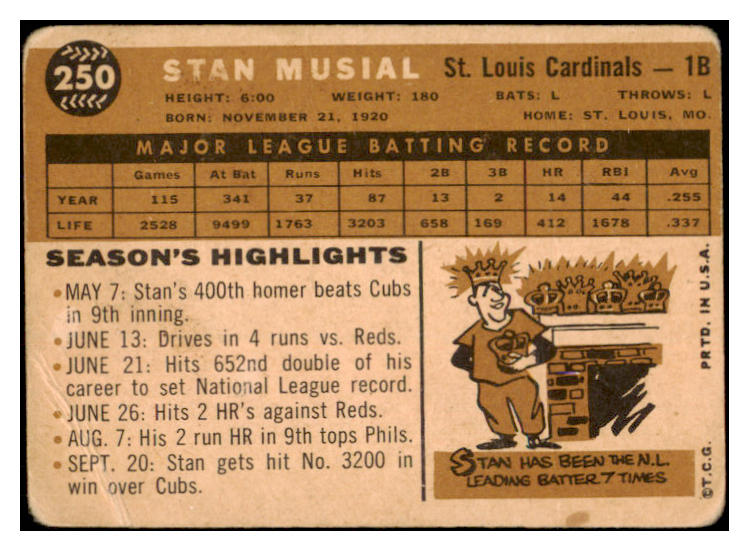 250
STAN MUSIAL St. Louis Cardinals — 1B
HEIGHT: 6:00 WEIGHT: 180 BATS: L THROWS: L
BORN: NOVEMBER 21, 1920 HOME: ST. LOUIS, MO.
MAJOR LEAGUE BATTING RECORD
Games At Bat Runs Hits 2B 3B HR RBI Avg
YEAR 115 341 37 87 13 2 14 44 .255
LIFE 2528 9499 1763 3203 658 169 412 1678 .337
SEASON'S HIGHLIGHTS
• MAY 7: Stan's 400th homer beats Cubs
in 9th inning.
• JUNE 13: Drives in 4 runs vs. Reds.
• JUNE 21: Hits 652nd double of his
career to set National League record.
• JUNE 26: Hits 2 HR's against Reds.
• AUG. 7: His 2 run HR in 9th tops Phils.
• SEPT. 20: Stan gets hit No. 3200 in
win over Cubs.
STAN HAS BEEN THE N.L.
LEADING BATTER 7 TIMES
©T.C.G. PRTD. IN U.S.A.